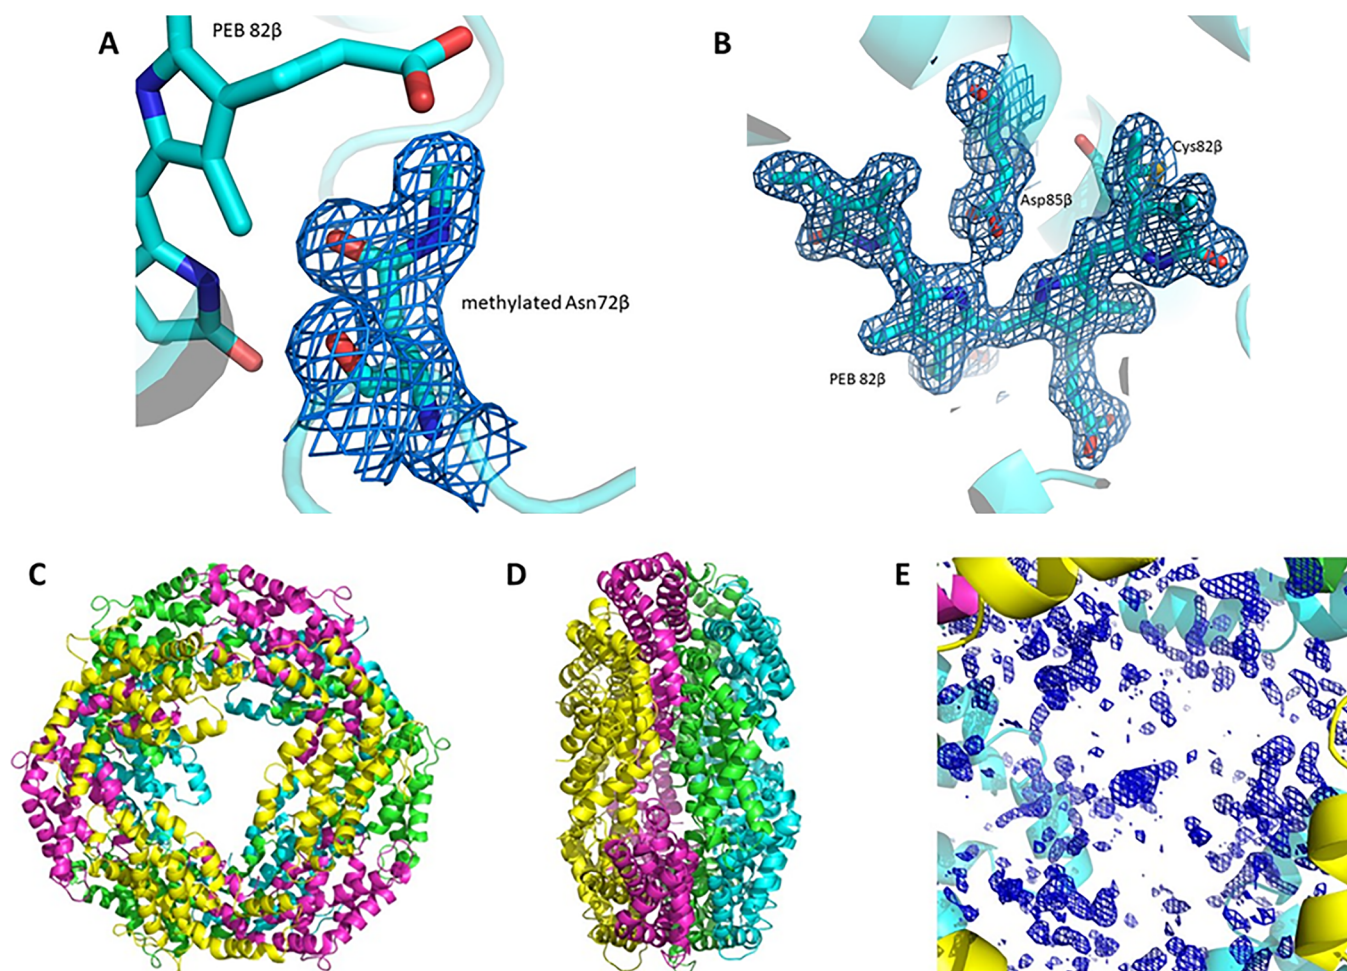 A
PEB 82β
methylated Asn72β
B
Cys82β
Asp85β
PEB 82β
C
D
E